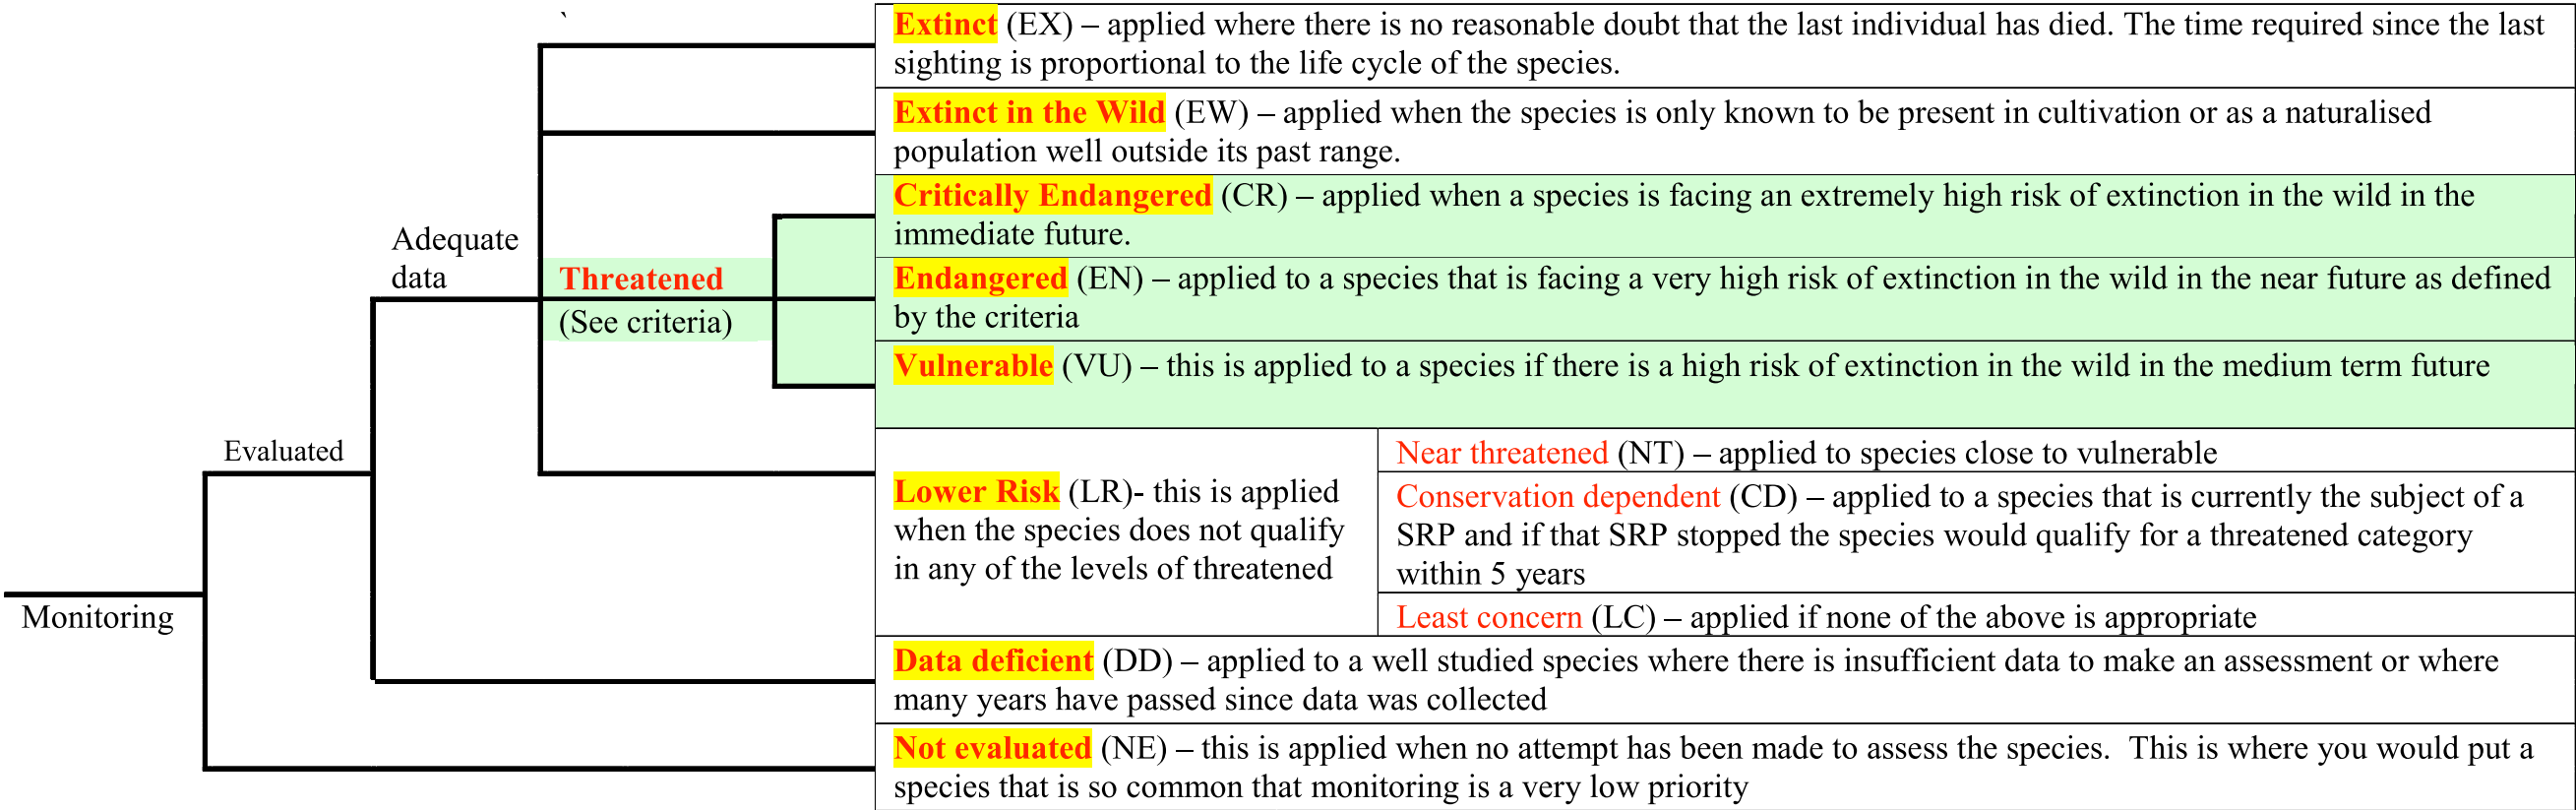 `
Extinct (EX) – applied where there is no reasonable doubt that the last individual has died. The time required since the last
sighting is proportional to the life cycle of the species.
Extinct in the Wild (EW) – applied when the species is only known to be present in cultivation or as a naturalised
population well outside its past range.
Critically Endangered (CR) – applied when a species is facing an extremely high risk of extinction in the wild in the
immediate future.
Adequate
data
Threatened
(See criteria)
Endangered (EN) – applied to a species that is facing a very high risk of extinction in the wild in the near future as defined
by the criteria
Vulnerable (VU) – this is applied to a species if there is a high risk of extinction in the wild in the medium term future
Evaluated
Lower Risk (LR)- this is applied
when the species does not qualify
in any of the levels of threatened
Near threatened (NT) – applied to species close to vulnerable
Conservation dependent (CD) – applied to a species that is currently the subject of a
SRP and if that SRP stopped the species would qualify for a threatened category
within 5 years
Least concern (LC) – applied if none of the above is appropriate
Monitoring
Data deficient (DD) – applied to a well studied species where there is insufficient data to make an assessment or where
many years have passed since data was collected
Not evaluated (NE) – this is applied when no attempt has been made to assess the species.  This is where you would put a
species that is so common that monitoring is a very low priority